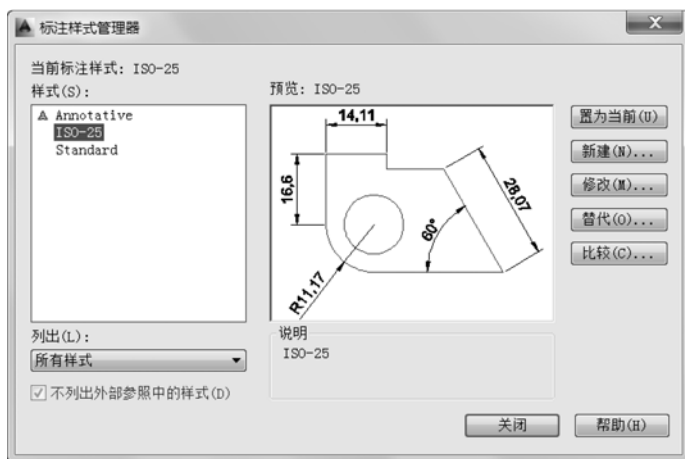 标注样式管理器
当前标注样式: ISO-25
样式(S):
Annotative
ISO-25
Standard
预览: ISO-25
14,11
16,6
28,07
60°
R11,17
置为当前(U)
新建(N)...
修改(M)...
替代(O)...
比较(C)...
列出(L):
所有样式
不列出外部参照中的样式(D)
说明
ISO-25
关闭
帮助(H)